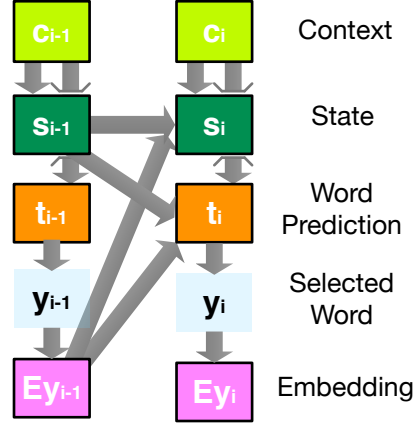 cᵢ₋₁ cᵢ Context
sᵢ₋₁ sᵢ State
tᵢ₋₁ tᵢ Word
Prediction
yᵢ₋₁ yᵢ Selected
Word
Eyᵢ₋₁ Eyᵢ Embedding